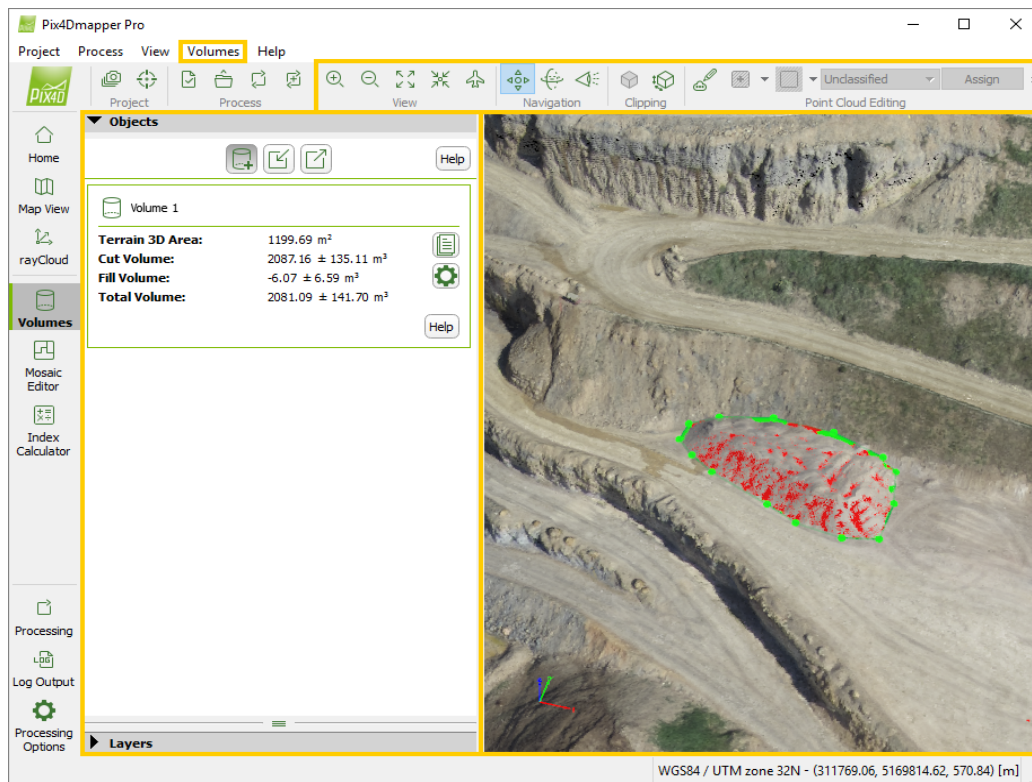 Pix4Dmapper Pro
Project Process View Volumes Help
PIX4D
Project Process View Navigation Clipping Point Cloud Editing
Unclassified Assign
Home
Map View
rayCloud
Volumes
Mosaic
Editor
Index
Calculator
Processing
LOG
Log Output
Processing
Options
Objects
Help
Volume 1
Terrain 3D Area: 1199.69 m²
Cut Volume: 2087.16 ± 135.11 m³
Fill Volume: -6.07 ± 6.59 m³
Total Volume: 2081.09 ± 141.70 m³
Help
Layers
WGS84 / UTM zone 32N - (311769.06, 5169814.62, 570.84) [m]